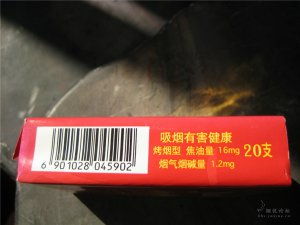 吸烟有害健康
烤烟型 焦油量 16mg 20支
烟气烟碱量 1.2mg
6 901028 045902